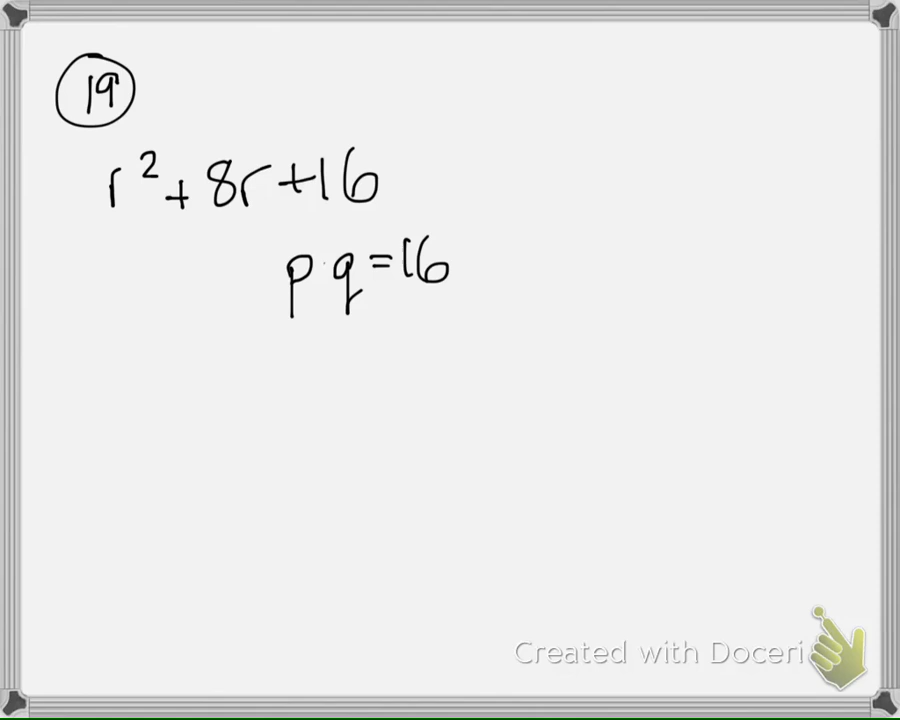 19
r² + 8r + 16
p · q = 16
Created with Doceri